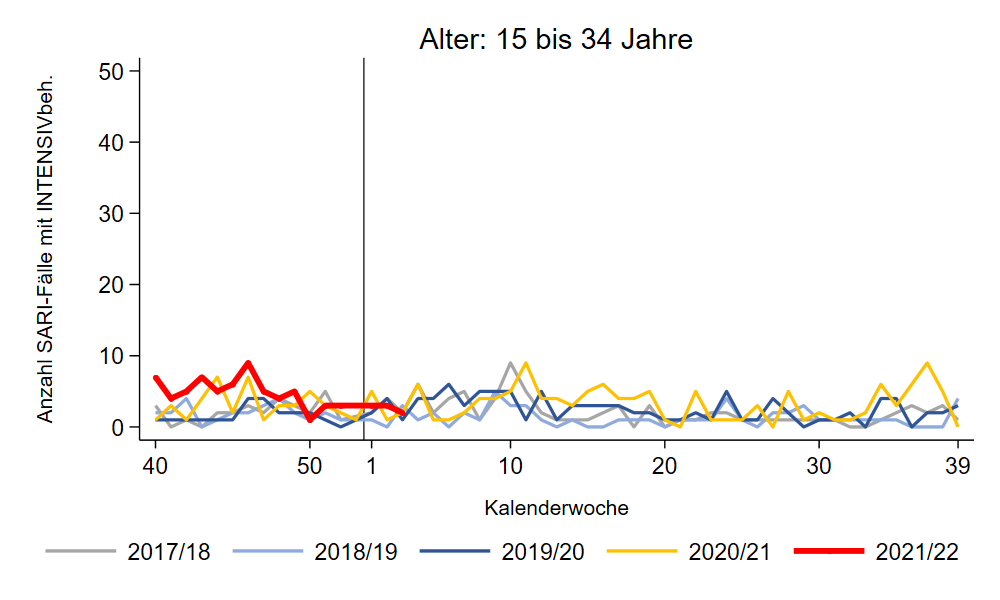 Alter: 15 bis 34 Jahre
Anzahl SARI-Fälle mit INTENSIVbeh.
50
40
30
20
10
0
40 50 1 10 20 30 39
Kalenderwoche
2017/18 2018/19 2019/20 2020/21 2021/22